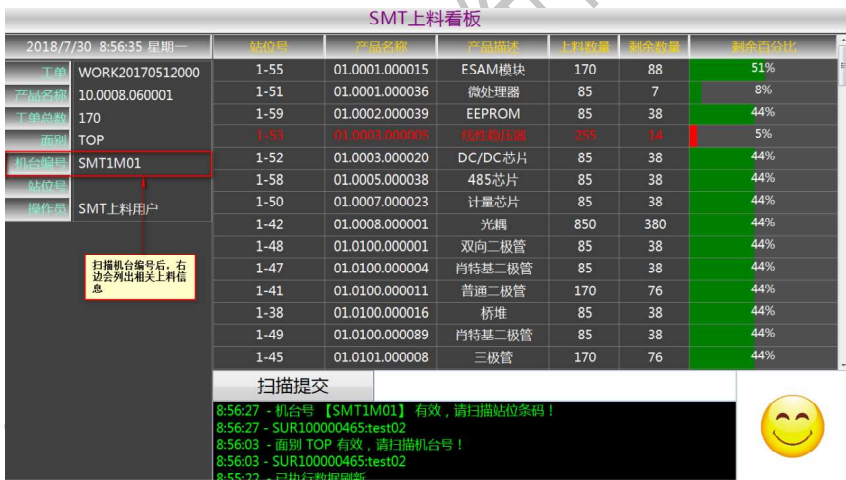 SMT上料看板
2018/7/30 8:56:35 星期一
工单 WORK20170512000
产品名称 10.0008.060001
工单总数 170
面别 TOP
机台编号 SMT1M01
站位号
操作员 SMT上料用户
扫描机台编号后，右
边会列出相关上料信
息
站位号 产品名称 产品描述 上料数量 剩余数量 剩余百分比
1-55 01.0001.000015 ESAM模块 170 88 51%
1-51 01.0001.000036 微处理器 85 7 8%
1-59 01.0002.000039 EEPROM 85 38 44%
1-53 01.0003.000005 线性稳压器 255 14 5%
1-52 01.0003.000020 DC/DC芯片 85 38 44%
1-58 01.0005.000038 485芯片 85 38 44%
1-50 01.0007.000023 计量芯片 85 38 44%
1-42 01.0008.000001 光耦 850 380 44%
1-48 01.0100.000001 双向二极管 85 38 44%
1-47 01.0100.000004 肖特基二极管 85 38 44%
1-41 01.0100.000011 普通二极管 170 76 44%
1-38 01.0100.000016 桥堆 85 38 44%
1-49 01.0100.000089 肖特基二极管 85 38 44%
1-45 01.0101.000008 三极管 170 76 44%
扫描提交
8:56:27 - 机台号 【SMT1M01】 有效，请扫描站位条码！
8:56:27 - SUR100000465:test02
8:56:03 - 面别 TOP 有效，请扫描机台号！
8:56:03 - SUR100000465:test02
8:55:22 - 已执行数据刷新